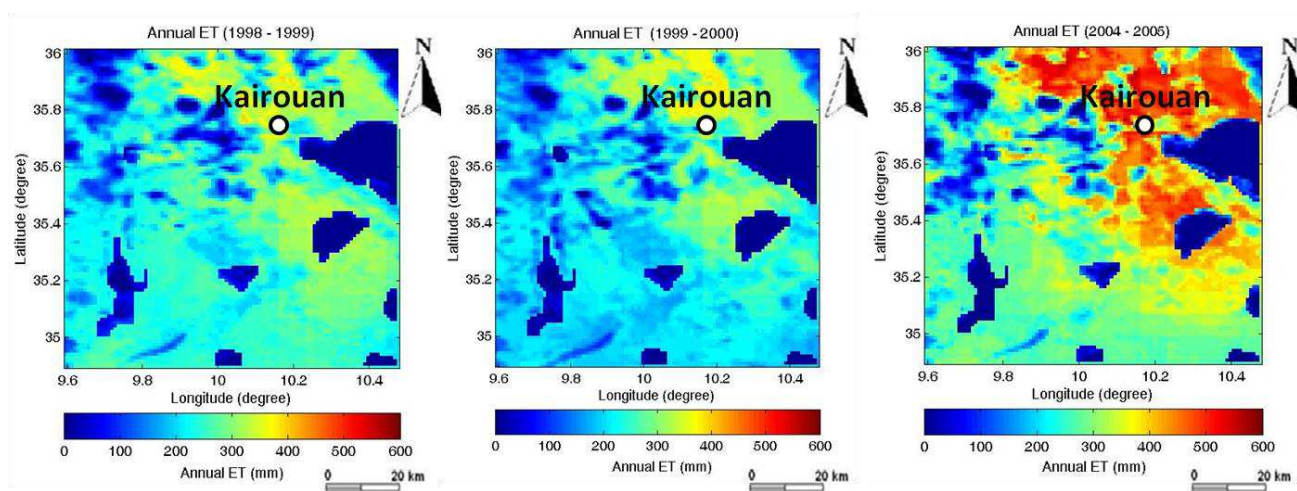 Annual ET (1998 - 1999)
N
Kairouan
36
35.8
35.6
35.4
35.2
35
Latitude (degree)
9.6 9.8 10 10.2 10.4
Longitude (degree)
0 100 200 300 400 500 600
Annual ET (mm)
0 20 km
Annual ET (1999 - 2000)
N
Kairouan
36
35.8
35.6
35.4
35.2
35
Latitude (degree)
9.6 9.8 10 10.2 10.4
Longitude (degree)
0 100 200 300 400 500 600
Annual ET (mm)
0 20 km
Annual ET (2004 - 2005)
N
Kairouan
36
35.8
35.6
35.4
35.2
35
Latitude (degree)
9.6 9.8 10 10.2 10.4
Longitude (degree)
0 100 200 300 400 500 600
Annual ET (mm)
0 20 km